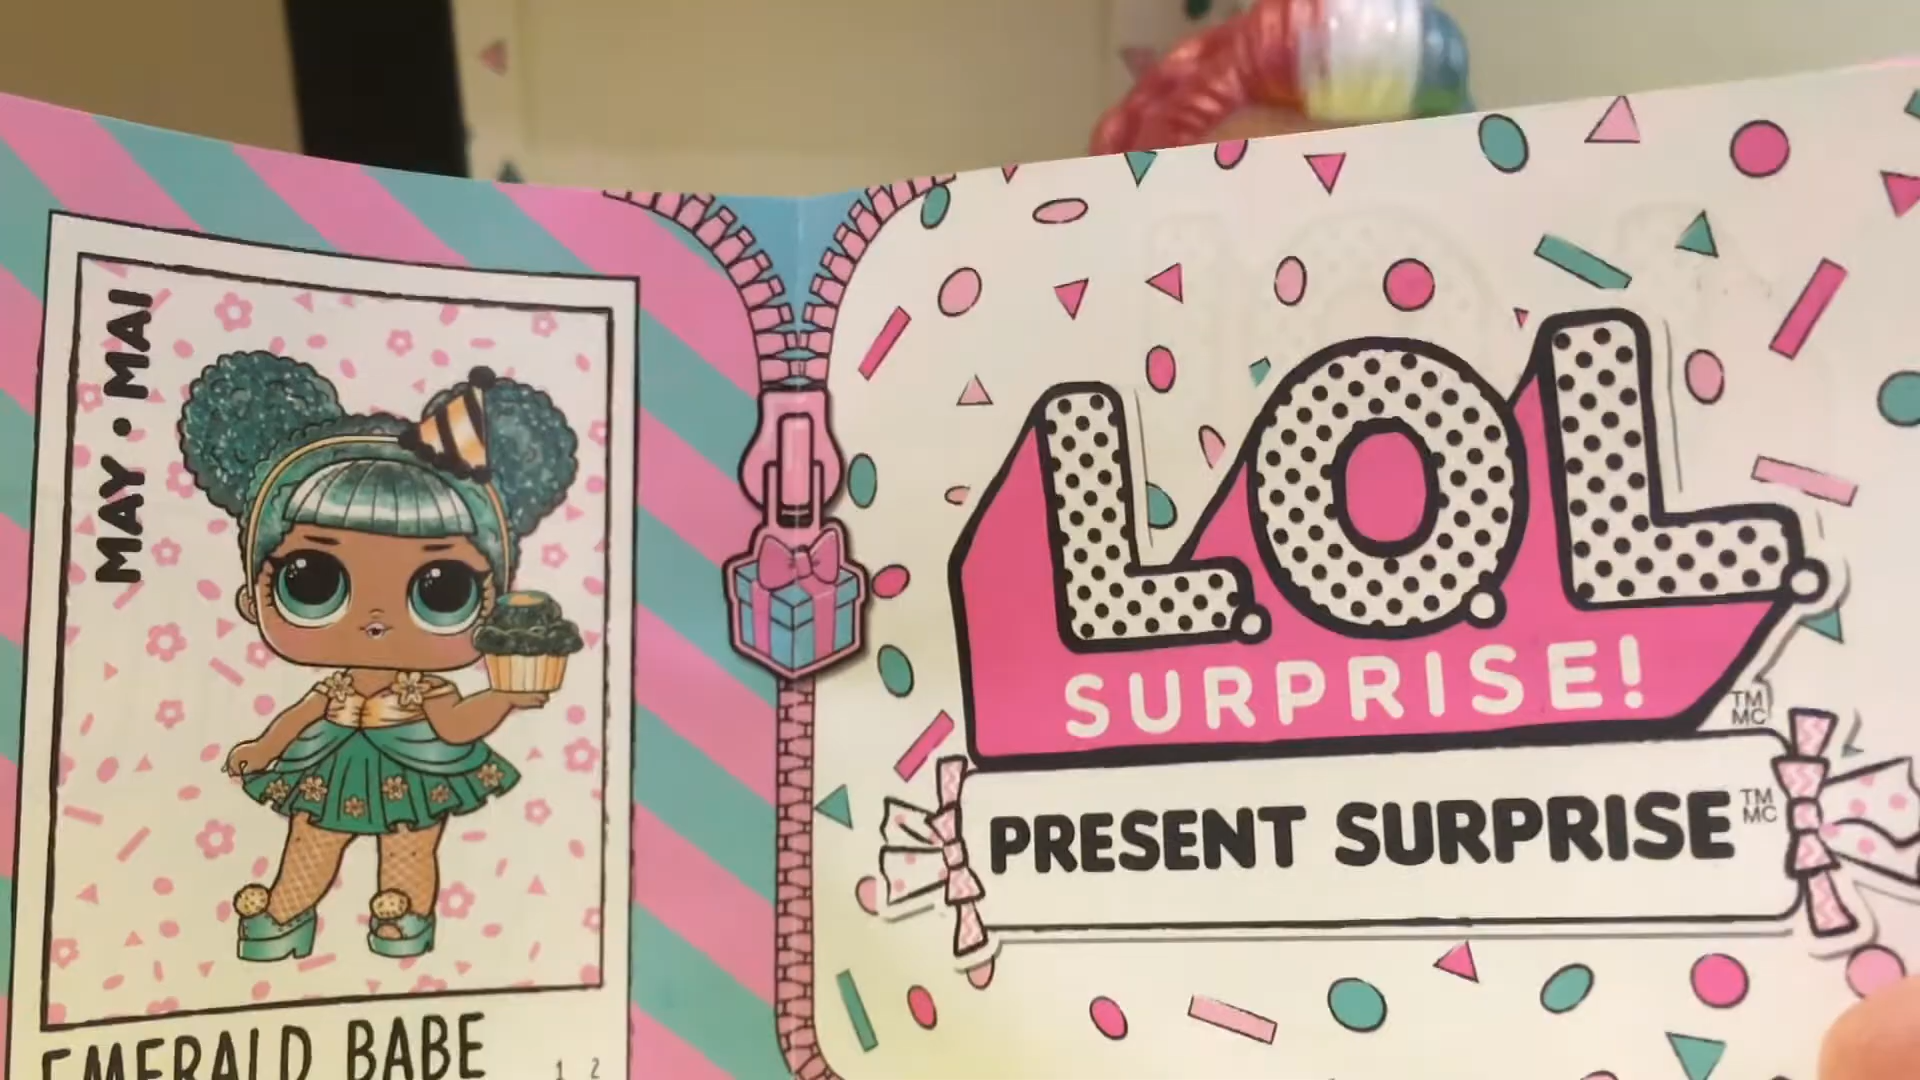 MAY • MAI
EMERALD BABE
1 2
L.O.L.
SURPRISE!
TM
MC
PRESENT SURPRISE
TM
MC